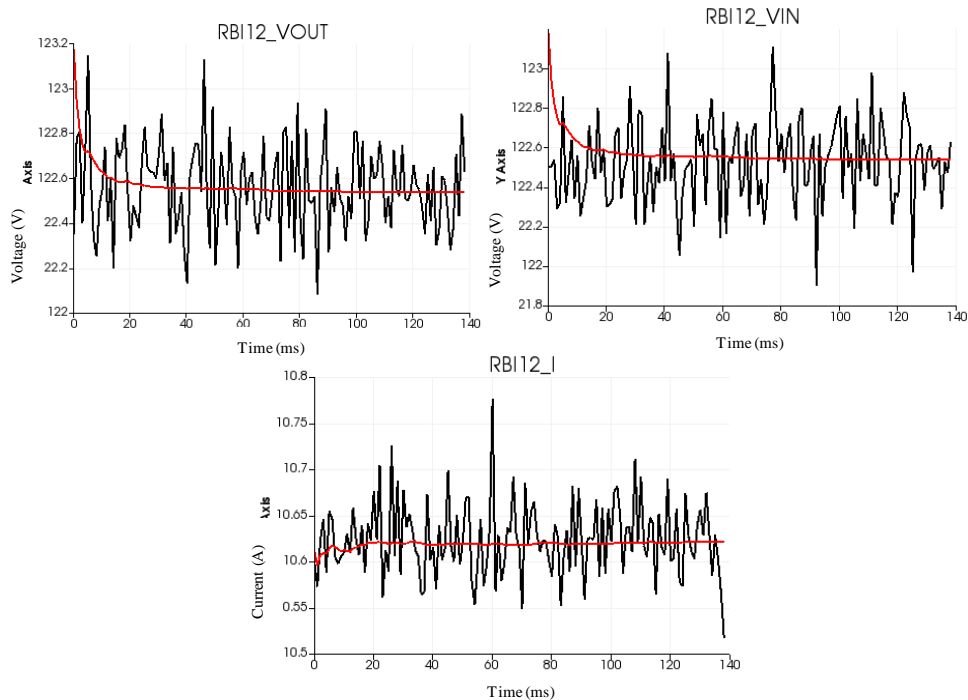 RBI12_VOUT
123.2
123
122.8
122.6
122.4
122.2
122
Axis
Voltage (V)
0 20 40 60 80 100 120 140
Time (ms)
RBI12_VIN
123
122.8
122.6
122.4
122.2
122
21.8
Y Axis
Voltage (V)
0 20 40 60 80 100 120 140
Time (ms)
RBI12_I
10.8
10.75
10.7
10.65
10.6
10.55
10.5
Axis
Current (A)
0 20 40 60 80 100 120 140
Time (ms)